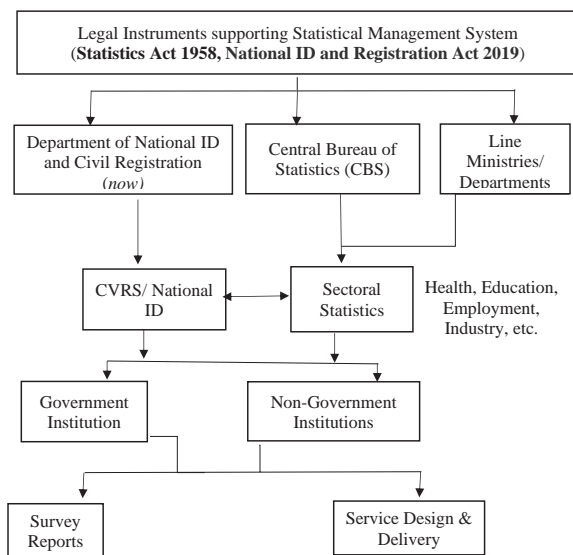 Legal Instruments supporting Statistical Management System
(Statistics Act 1958, National ID and Registration Act 2019)
Department of National ID
and Civil Registration
(now)
Central Bureau of
Statistics (CBS)
Line
Ministries/
Departments
CVRS/ National
ID
Sectoral
Statistics
Health, Education,
Employment,
Industry, etc.
Government
Institution
Non-Government
Institutions
Survey
Reports
Service Design &
Delivery